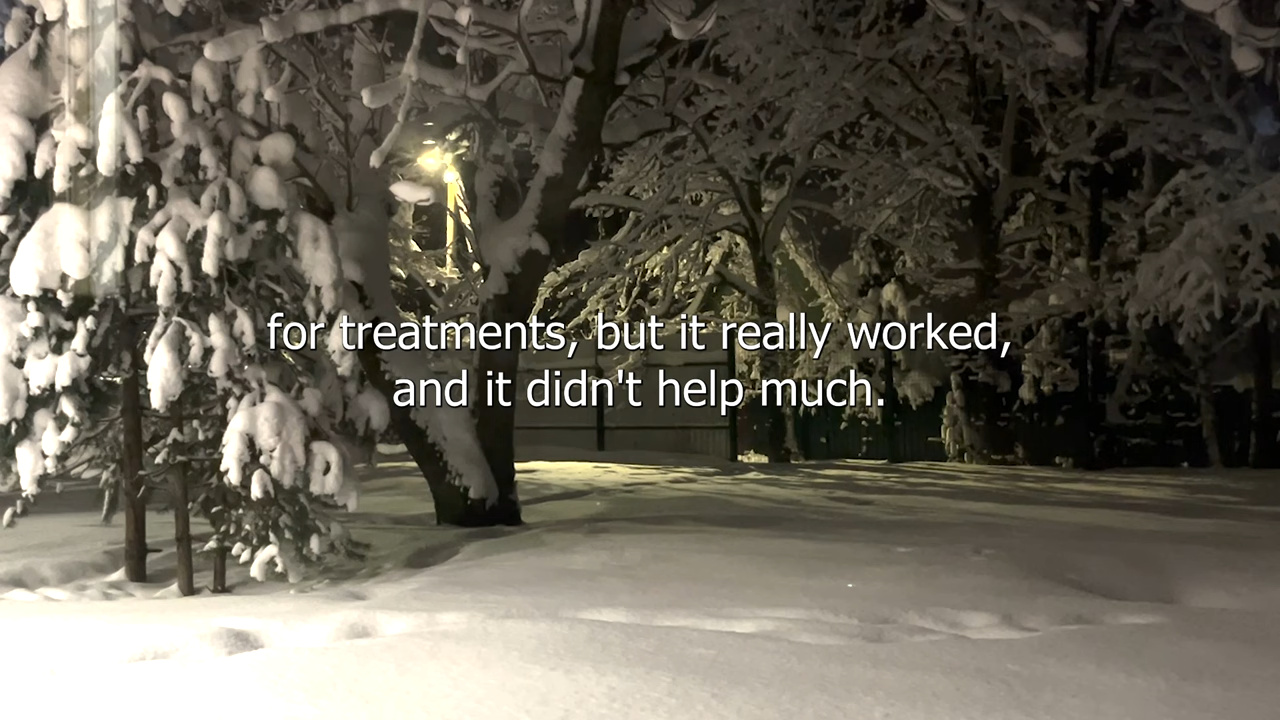 for treatments, but it really worked,
and it didn't help much.